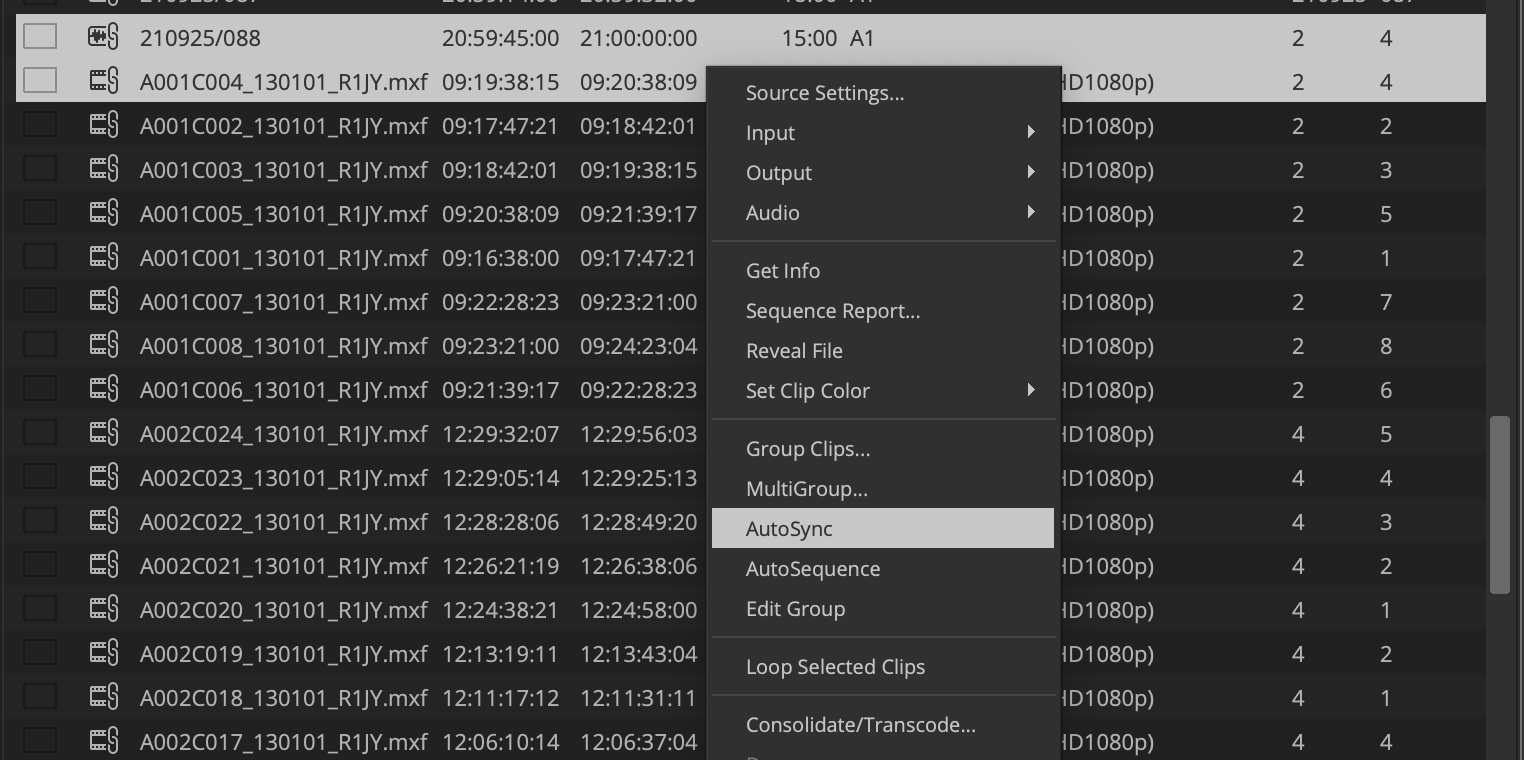 210925/088 20:59:45:00 21:00:00:00 15:00 A1 2 4
A001C004_130101_R1JY.mxf 09:19:38:15 09:20:38:09 HD1080p) 2 4
Source Settings...
A001C002_130101_R1JY.mxf 09:17:47:21 09:18:42:01 Input HD1080p) 2 2
A001C003_130101_R1JY.mxf 09:18:42:01 09:19:38:15 Output HD1080p) 2 3
A001C005_130101_R1JY.mxf 09:20:38:09 09:21:39:17 Audio HD1080p) 2 5
A001C001_130101_R1JY.mxf 09:16:38:00 09:17:47:21 HD1080p) 2 1
Get Info
A001C007_130101_R1JY.mxf 09:22:28:23 09:23:21:00 Sequence Report... HD1080p) 2 7
A001C008_130101_R1JY.mxf 09:23:21:00 09:24:23:04 Reveal File HD1080p) 2 8
A001C006_130101_R1JY.mxf 09:21:39:17 09:22:28:23 Set Clip Color HD1080p) 2 6
A002C024_130101_R1JY.mxf 12:29:32:07 12:29:56:03 HD1080p) 4 5
Group Clips...
A002C023_130101_R1JY.mxf 12:29:05:14 12:29:25:13 MultiGroup... HD1080p) 4 4
A002C022_130101_R1JY.mxf 12:28:28:06 12:28:49:20 AutoSync HD1080p) 4 3
A002C021_130101_R1JY.mxf 12:26:21:19 12:26:38:06 AutoSequence HD1080p) 4 2
A002C020_130101_R1JY.mxf 12:24:38:21 12:24:58:00 Edit Group HD1080p) 4 1
A002C019_130101_R1JY.mxf 12:13:19:11 12:13:43:04 HD1080p) 4 2
Loop Selected Clips
A002C018_130101_R1JY.mxf 12:11:17:12 12:11:31:11 HD1080p) 4 1
Consolidate/Transcode...
A002C017_130101_R1JY.mxf 12:06:10:14 12:06:37:04 HD1080p) 4 4